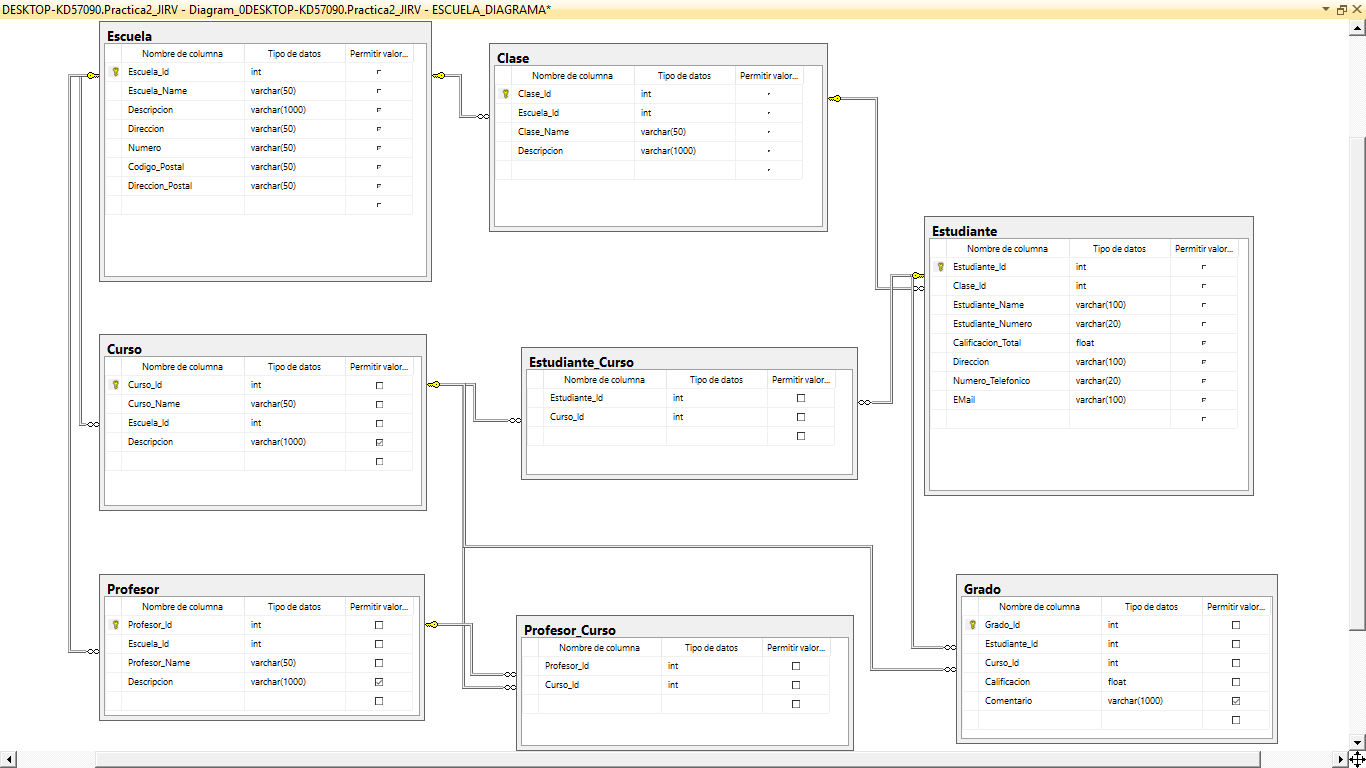 DESKTOP-KD57090.Practica2_JIRV - Diagram_0DESKTOP-KD57090.Practica2_JIRV - ESCUELA_DIAGRAMA*
Escuela
Nombre de columna Tipo de datos Permitir valor...
Escuela_Id int
Escuela_Name varchar(50)
Descripcion varchar(1000)
Direccion varchar(50)
Numero varchar(50)
Codigo_Postal varchar(50)
Direccion_Postal varchar(50)
Clase
Nombre de columna Tipo de datos Permitir valor...
Clase_Id int
Escuela_Id int
Clase_Name varchar(50)
Descripcion varchar(1000)
Estudiante
Nombre de columna Tipo de datos Permitir valor...
Estudiante_Id int
Clase_Id int
Estudiante_Name varchar(100)
Estudiante_Numero varchar(20)
Calificacion_Total float
Direccion varchar(100)
Numero_Telefonico varchar(20)
EMail varchar(100)
Curso
Nombre de columna Tipo de datos Permitir valor...
Curso_Id int
Curso_Name varchar(50)
Escuela_Id int
Descripcion varchar(1000)
Estudiante_Curso
Nombre de columna Tipo de datos Permitir valor...
Estudiante_Id int
Curso_Id int
Profesor
Nombre de columna Tipo de datos Permitir valor...
Profesor_Id int
Escuela_Id int
Profesor_Name varchar(50)
Descripcion varchar(1000)
Profesor_Curso
Nombre de columna Tipo de datos Permitir valor...
Profesor_Id int
Curso_Id int
Grado
Nombre de columna Tipo de datos Permitir valor...
Grado_Id int
Estudiante_Id int
Curso_Id int
Calificacion float
Comentario varchar(1000)